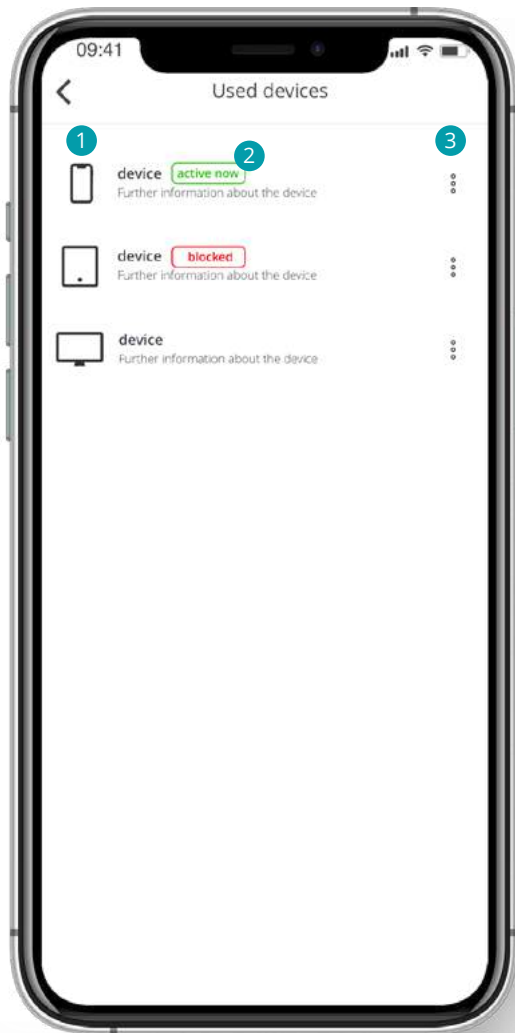 09:41
Used devices
1
2
3
device active now
Further information about the device
device blocked
Further information about the device
device
Further information about the device